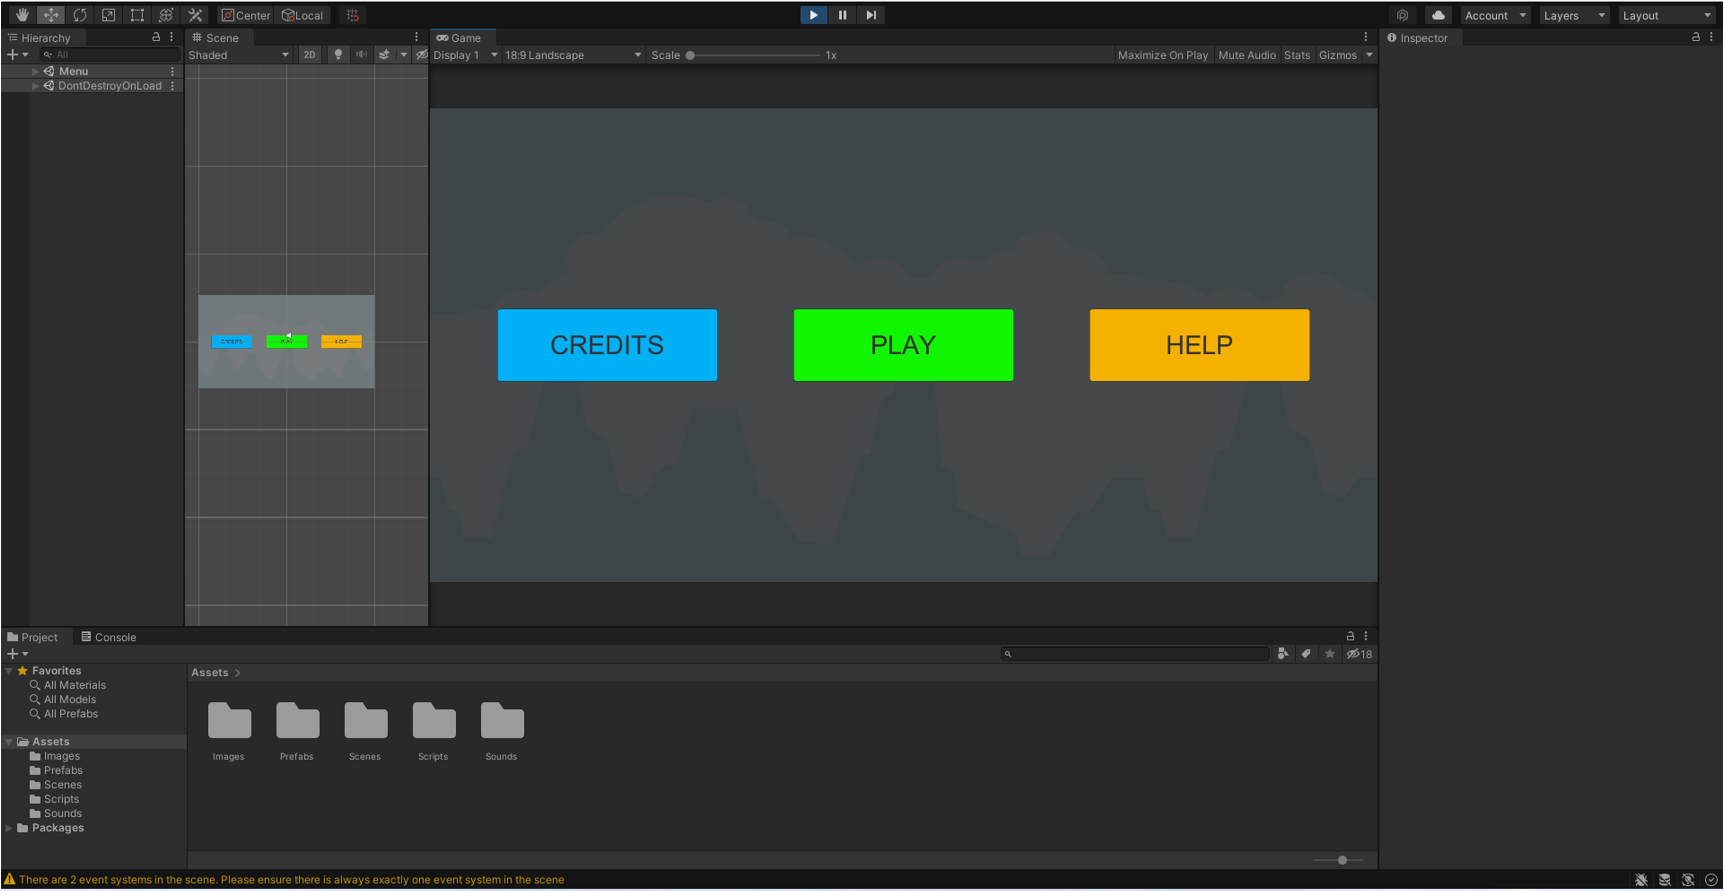 Center Local Account Layers Layout
Hierarchy
All
Menu
DontDestroyOnLoad
Scene
Shaded 2D
Game
Display 1 18:9 Landscape Scale 1x Maximize On Play Mute Audio Stats Gizmos
Inspector
CREDITS PLAY HELP
CREDITS PLAY HELP
Project Console
18
Favorites
All Materials
All Models
All Prefabs
Assets
Images
Prefabs
Scenes
Scripts
Sounds
Packages
Assets
Images Prefabs Scenes Scripts Sounds
There are 2 event systems in the scene. Please ensure there is always exactly one event system in the scene